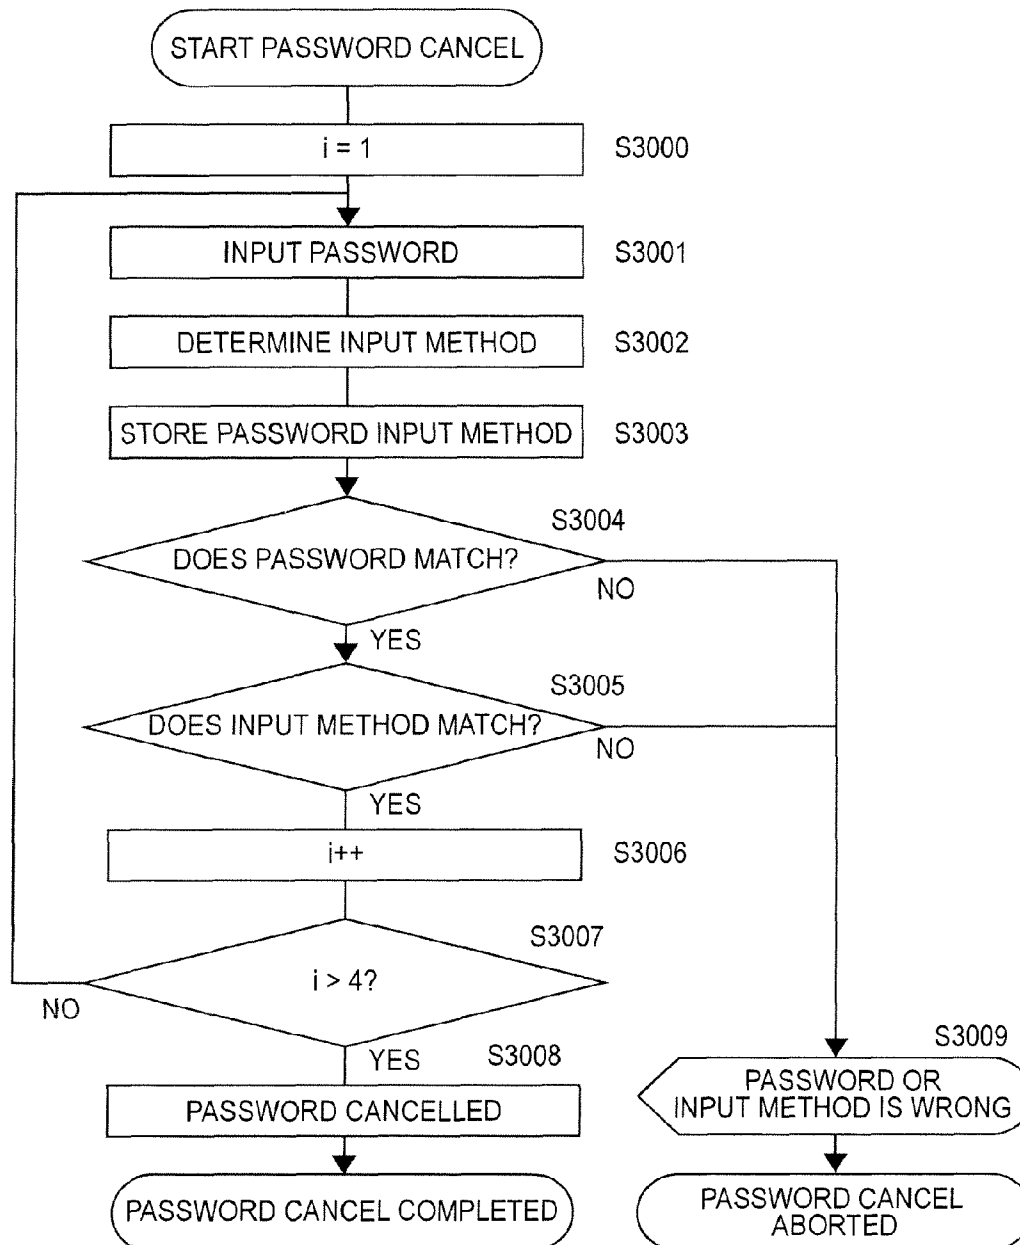 START PASSWORD CANCEL
i = 1
S3000
INPUT PASSWORD
S3001
DETERMINE INPUT METHOD
S3002
STORE PASSWORD INPUT METHOD
S3003
S3004
DOES PASSWORD MATCH?
NO
YES
S3005
DOES INPUT METHOD MATCH?
NO
YES
i++
S3006
S3007
i > 4?
NO
YES
S3008
PASSWORD CANCELLED
S3009
PASSWORD OR
INPUT METHOD IS WRONG
PASSWORD CANCEL COMPLETED
PASSWORD CANCEL
ABORTED